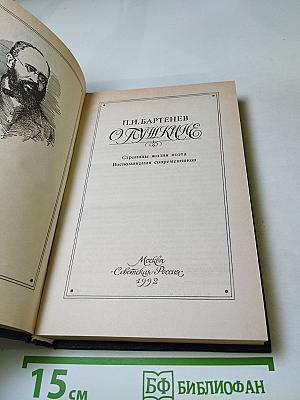 П.И. БАРТЕНЕВ
О ПУШКИНЕ
Страницы жизни поэта
Воспоминания современников
Москва
«Советская Россия»
1992
15 см
БФ БИБЛИОФАН